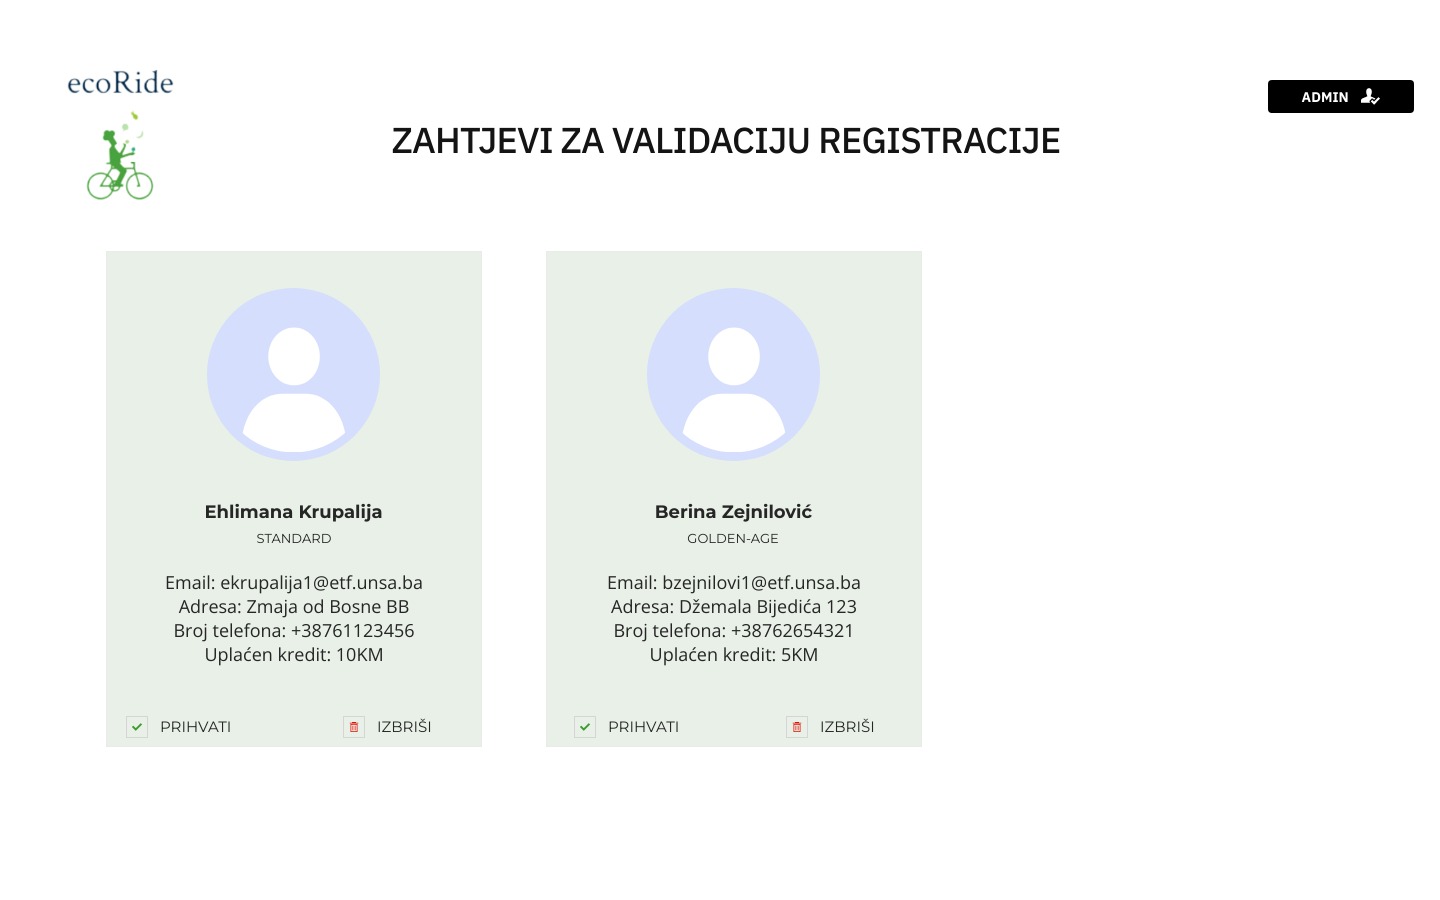 ecoRide
ADMIN
ZAHTJEVI ZA VALIDACIJU REGISTRACIJE
Ehlimana Krupalija
STANDARD
Email: ekrupalija1@etf.unsa.ba
Adresa: Zmaja od Bosne BB
Broj telefona: +38761123456
Uplaćen kredit: 10KM
PRIHVATI
IZBRIŠI
Berina Zejnilović
GOLDEN-AGE
Email: bzejnilovi1@etf.unsa.ba
Adresa: Džemala Bijedića 123
Broj telefona: +38762654321
Uplaćen kredit: 5KM
PRIHVATI
IZBRIŠI